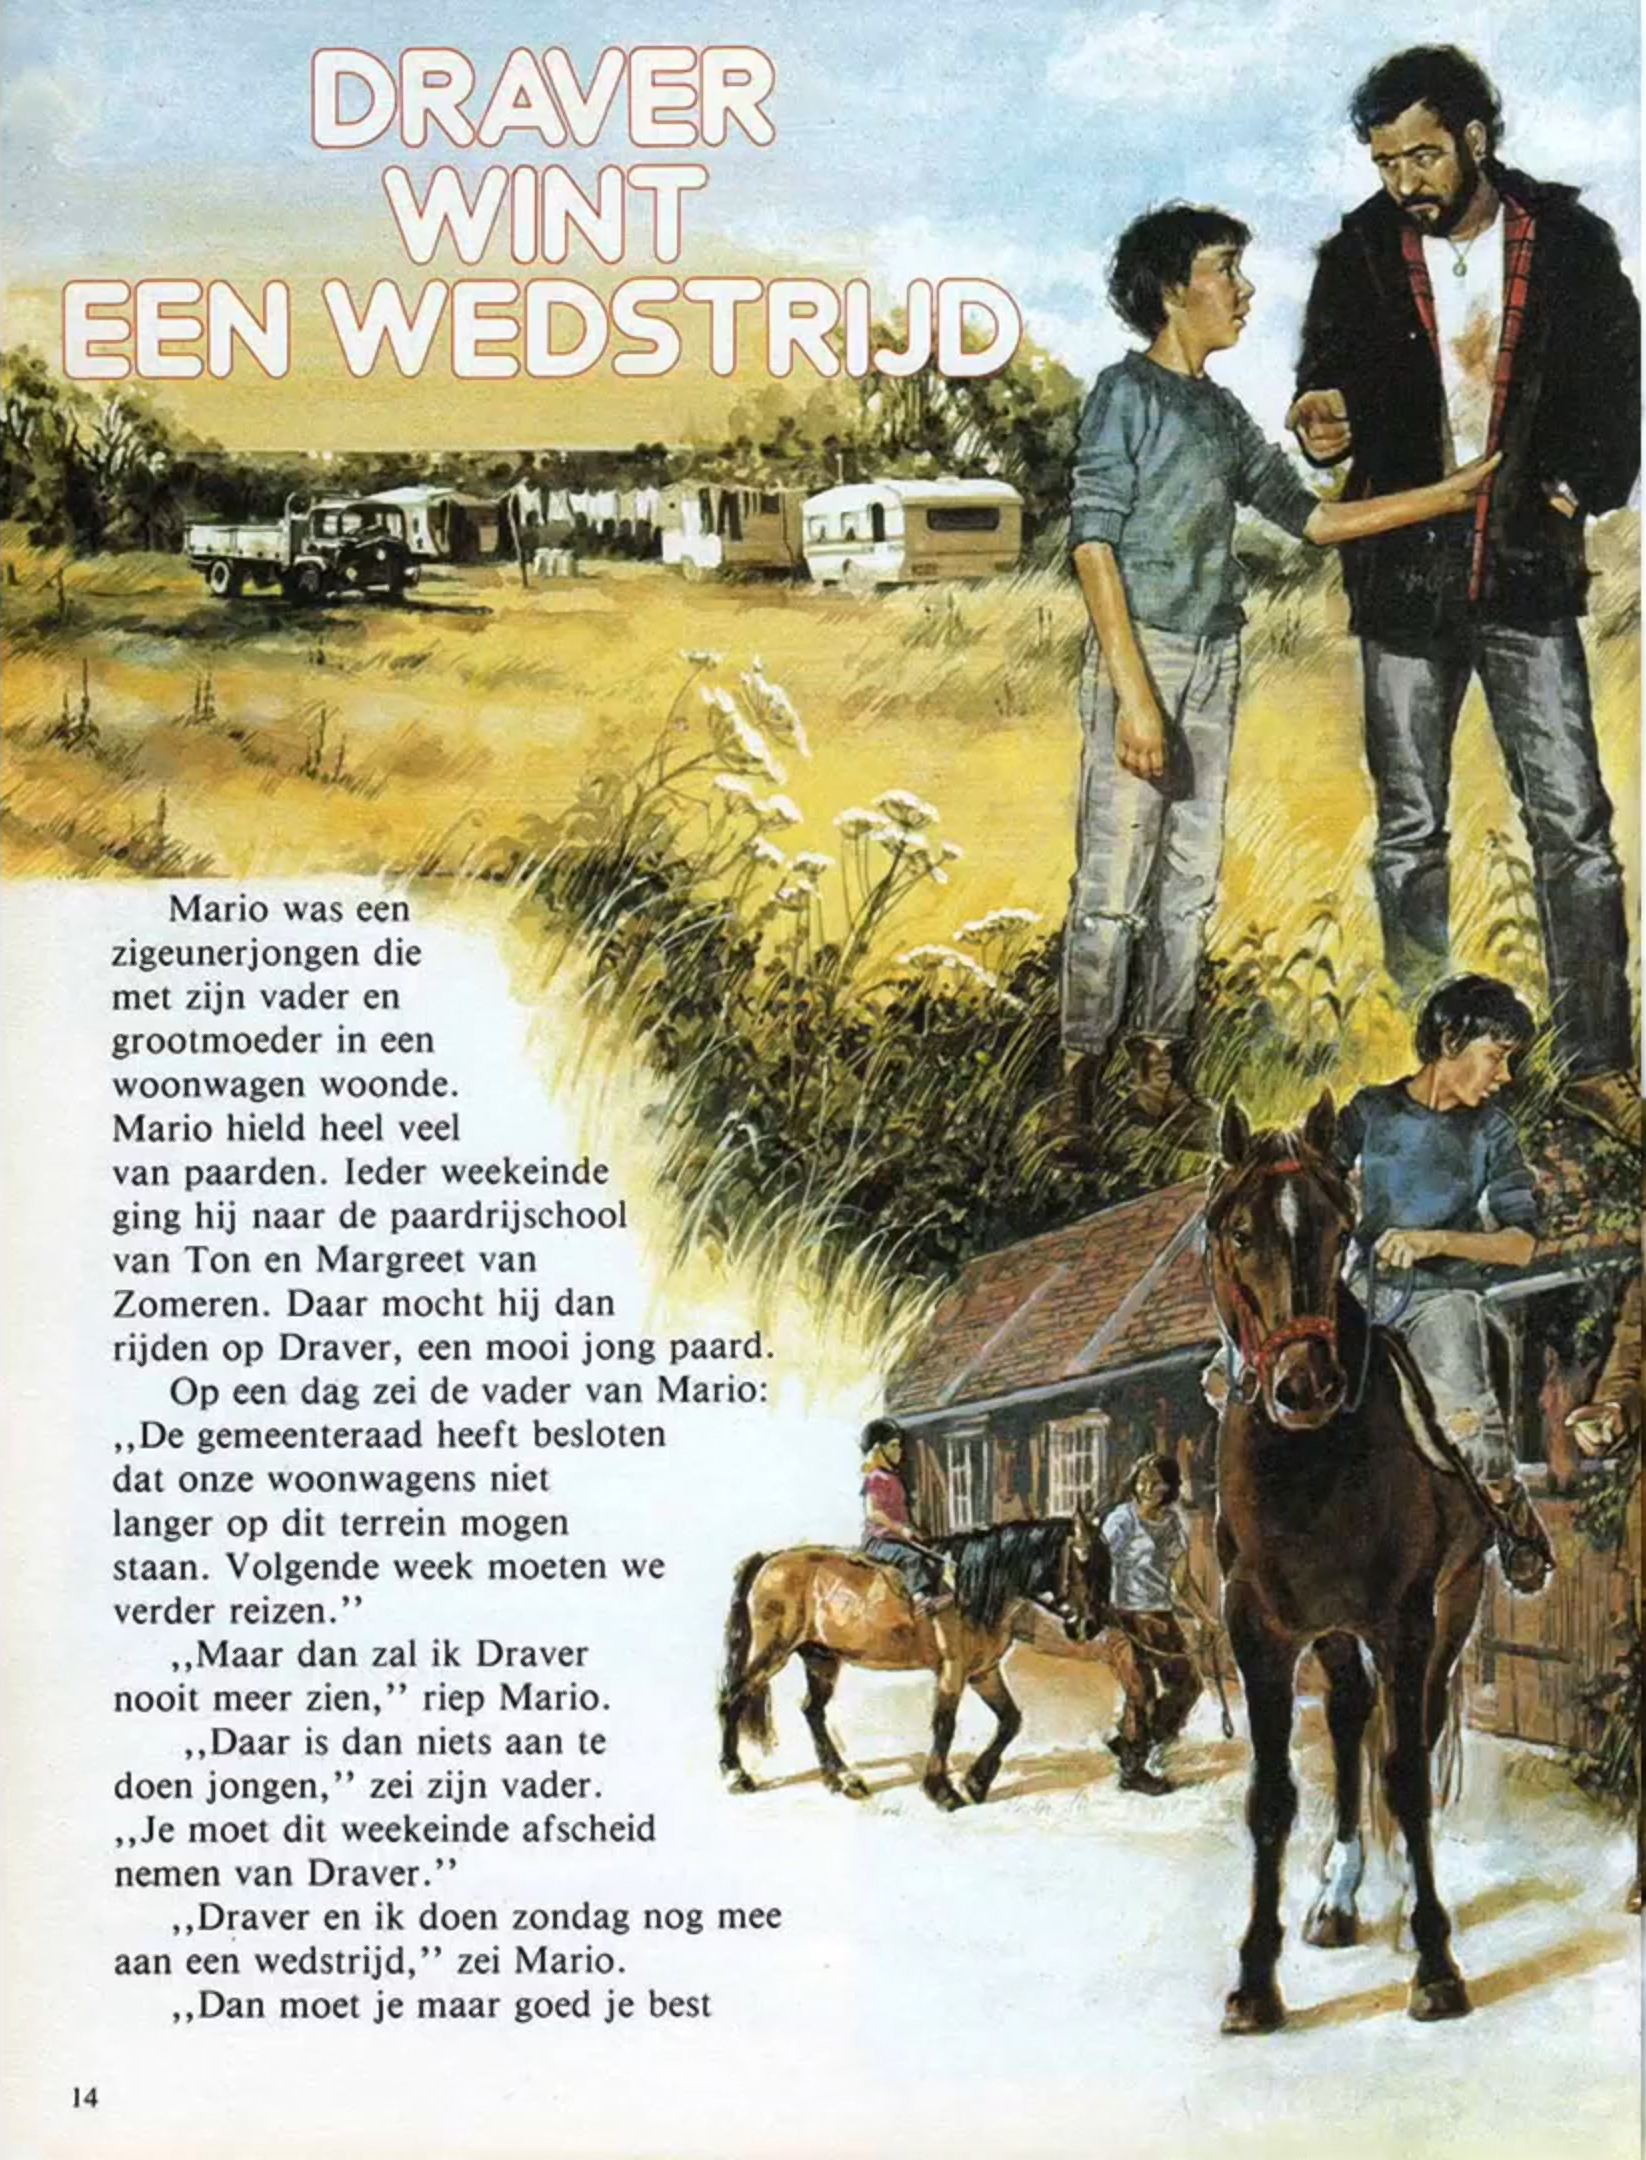 DRAVER
WINT
EEN WEDSTRIJD
Mario was een
zigeunerjongen die
met zijn vader en
grootmoeder in een
woonwagen woonde.
Mario hield heel veel
van paarden. Ieder weekeinde
ging hij naar de paardrijschool
van Ton en Margreet van
Zomeren. Daar mocht hij dan
rijden op Draver, een mooi jong paard.
Op een dag zei de vader van Mario:
,,De gemeenteraad heeft besloten
dat onze woonwagens niet
langer op dit terrein mogen
staan. Volgende week moeten we
verder reizen.’’
,,Maar dan zal ik Draver
nooit meer zien,’’ riep Mario.
,,Daar is dan niets aan te
doen jongen,’’ zei zijn vader.
,,Je moet dit weekeinde afscheid
nemen van Draver.’’
,,Draver en ik doen zondag nog mee
aan een wedstrijd,’’ zei Mario.
,,Dan moet je maar goed je best
14